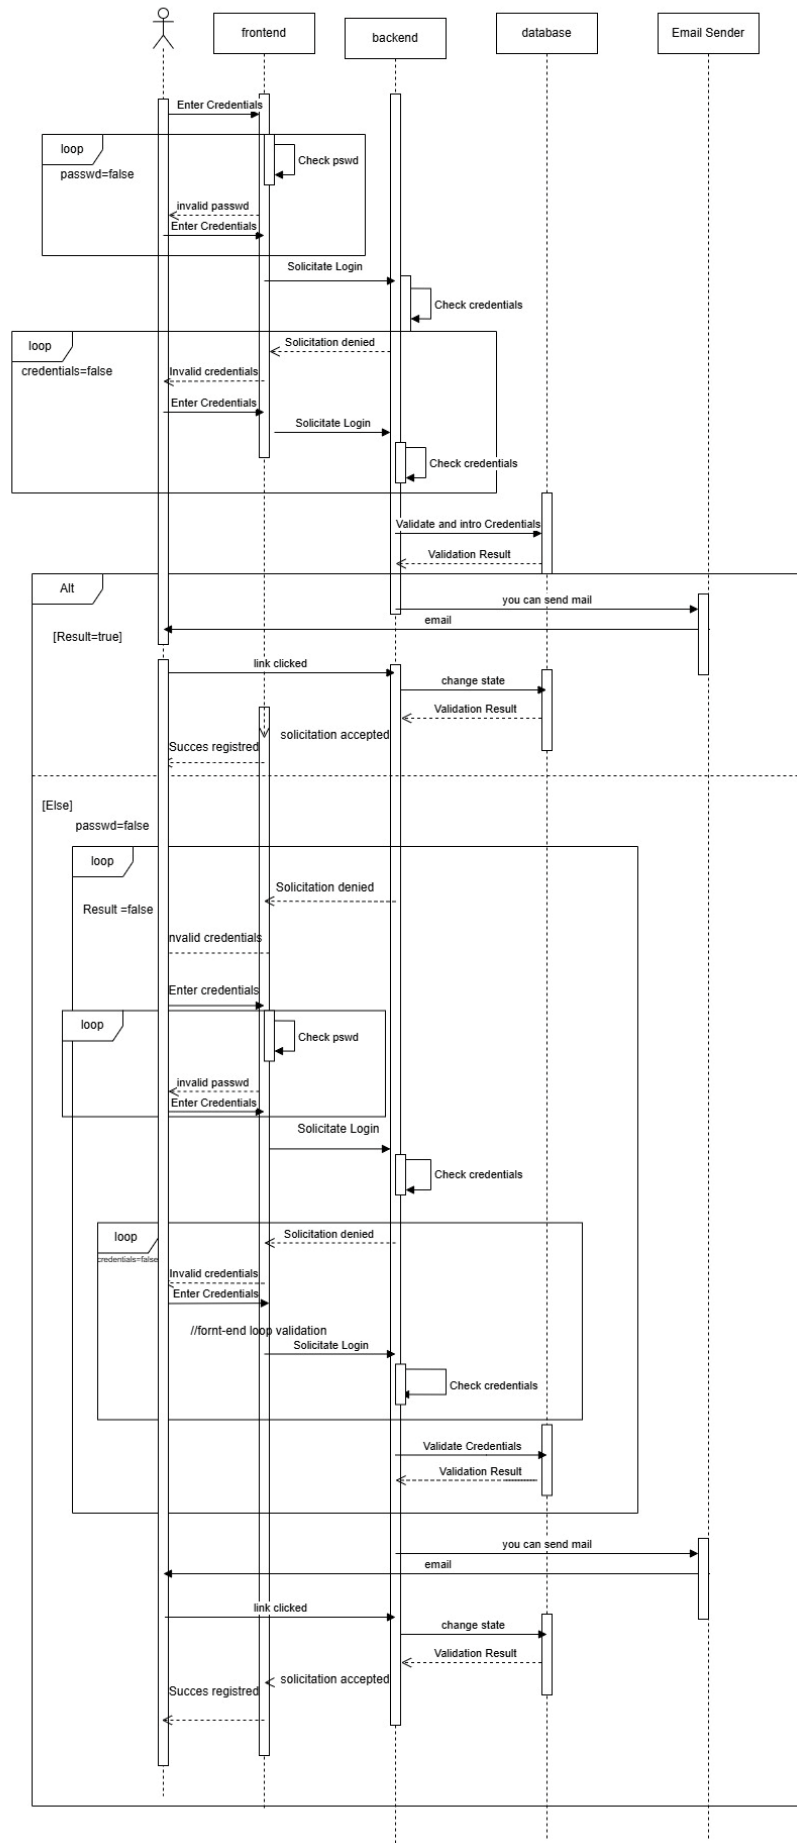 frontend
backend
database
Email Sender
Enter Credentials
loop
Check pswd
passwd=false
invalid passwd
Enter Credentials
Solicitate Login
Check credentials
loop
Solicitation denied
credentials=false
Invalid credentials
Enter Credentials
Solicitate Login
Check credentials
Validate and intro Credentials
Validation Result
Alt
you can send mail
email
[Result=true]
link clicked
change state
Validation Result
solicitation accepted
Succes registred
[Else]
passwd=false
loop
Solicitation denied
Result =false
nvalid credentials
Enter credentials
loop
Check pswd
invalid passwd
Enter Credentials
Solicitate Login
Check credentials
loop
Solicitation denied
credentials=false
Invalid credentials
Enter Credentials
//fornt-end loop validation
Solicitate Login
Check credentials
Validate Credentials
Validation Result
you can send mail
email
link clicked
change state
Validation Result
solicitation accepted
Succes registred